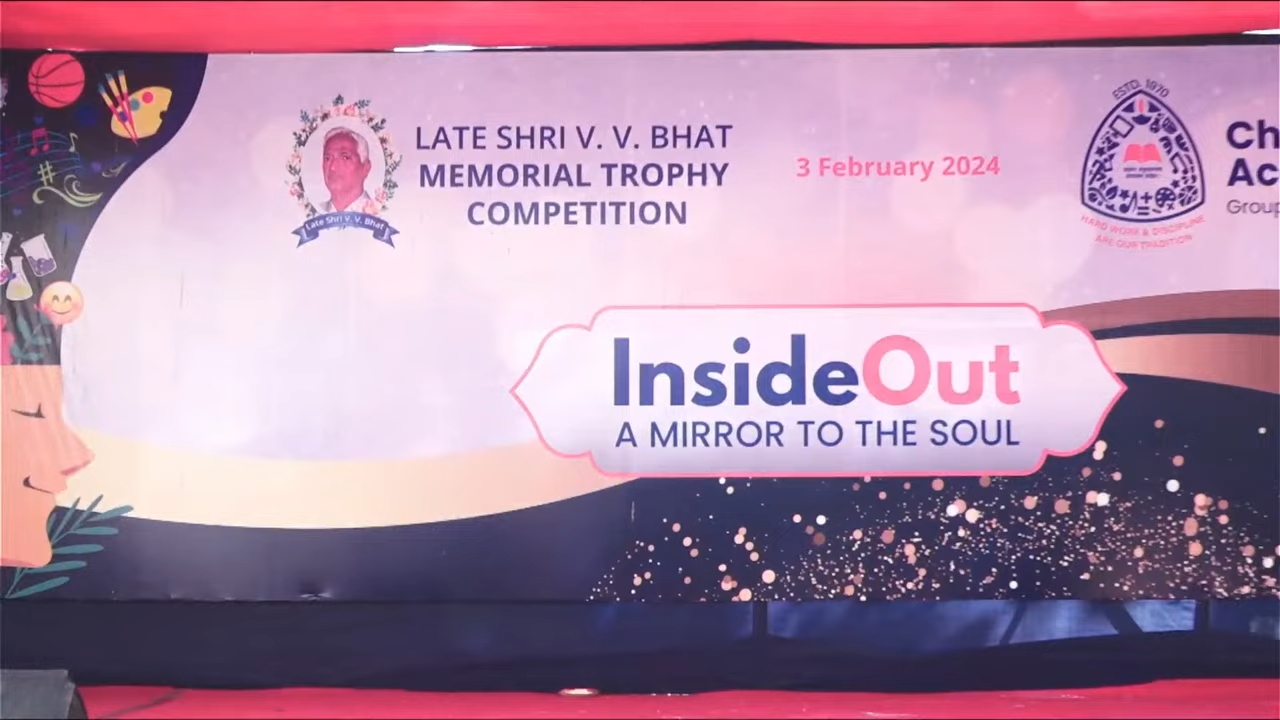 LATE SHRI V. V. BHAT
MEMORIAL TROPHY
COMPETITION
Late Shri V. V. Bhat
3 February 2024
ESTD. 1970
HARD WORK & DISCIPLINE
ARE OUR TRADITION
Ch
Ac
Group
InsideOut
A MIRROR TO THE SOUL